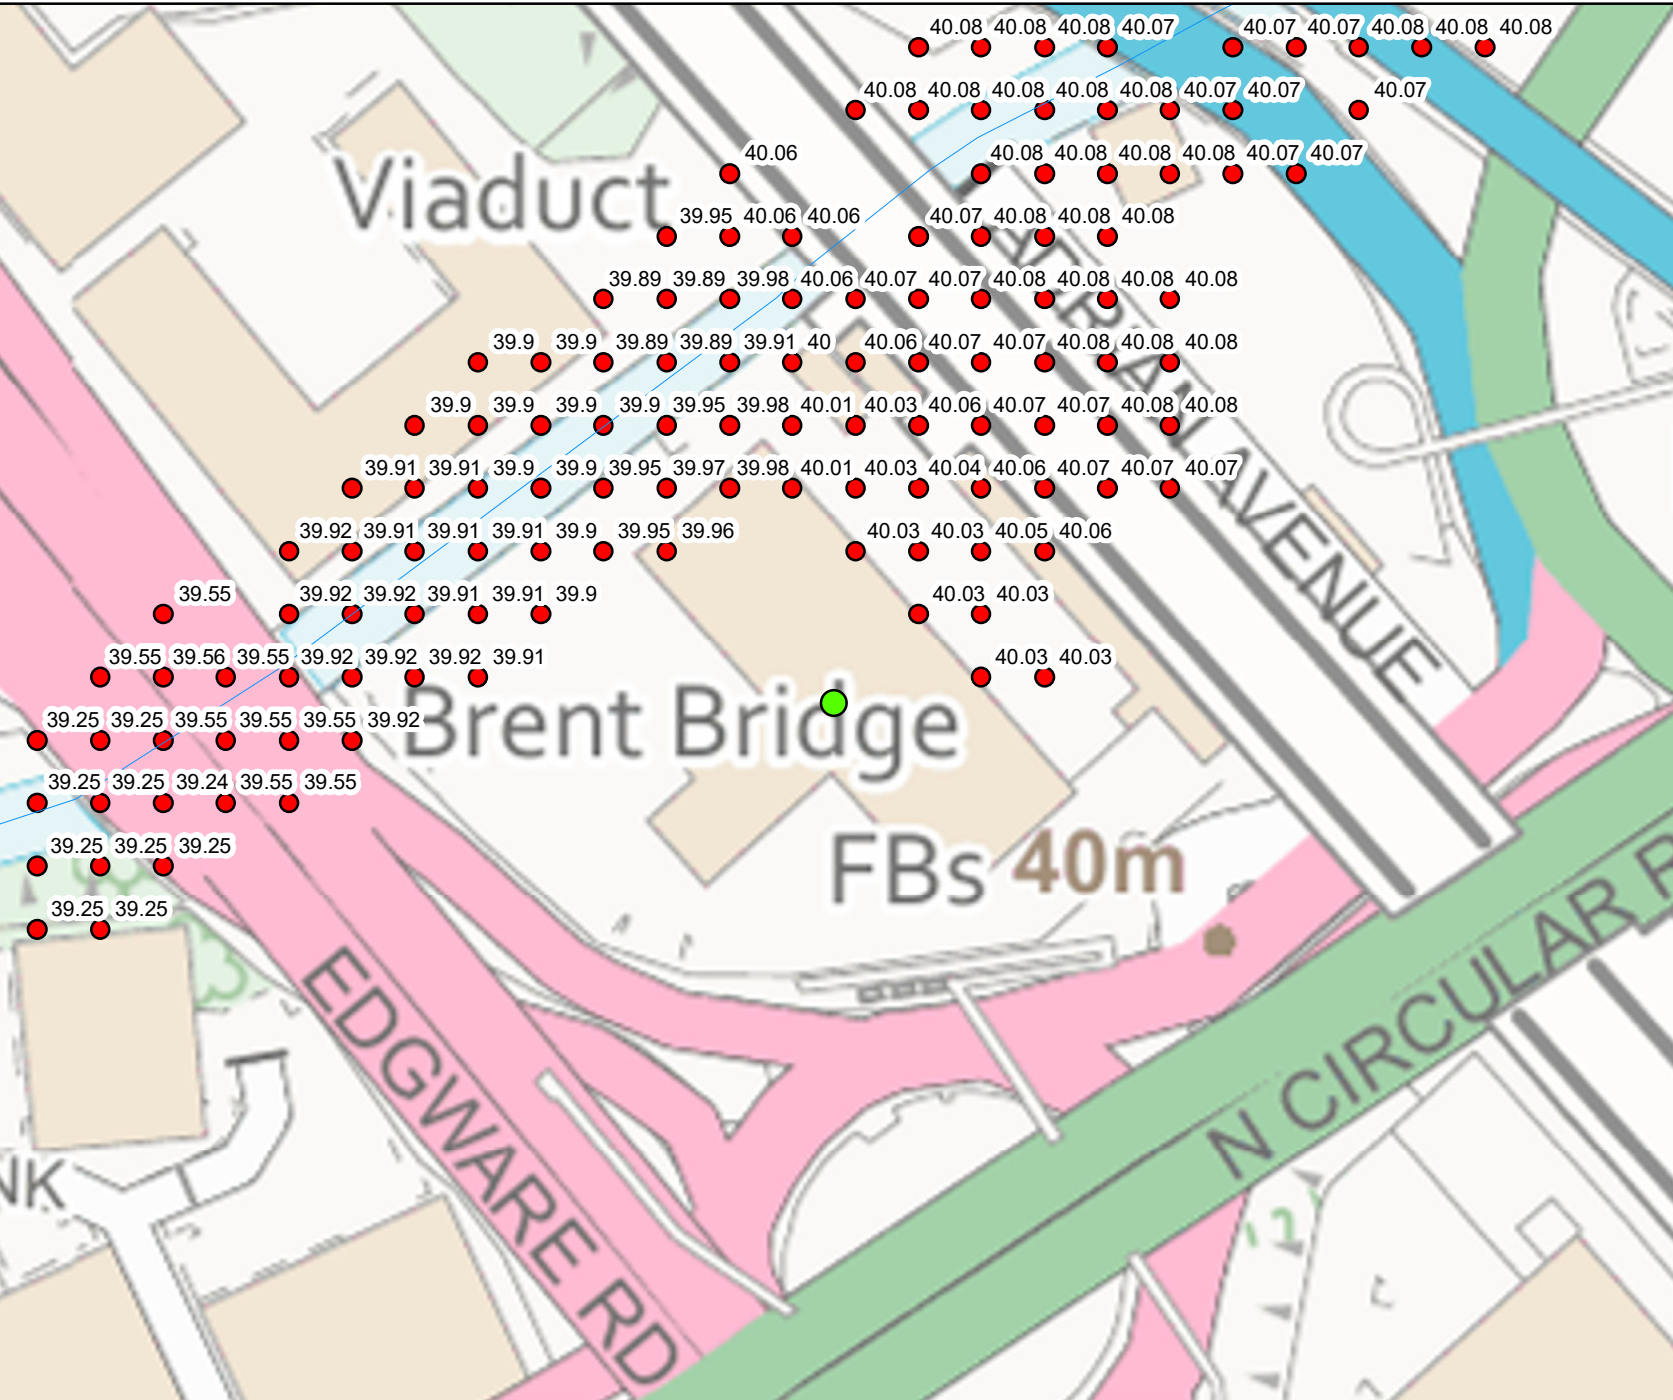 40.08 40.08 40.08 40.07 40.07 40.07 40.08 40.08 40.08
40.08 40.08 40.08 40.08 40.08 40.07 40.07 40.07
40.06 40.08 40.08 40.08 40.08 40.07 40.07
Viaduct
39.95 40.06 40.06 40.07 40.08 40.08 40.08
39.89 39.89 39.98 40.06 40.07 40.07 40.08 40.08 40.08 40.08
39.9 39.9 39.89 39.89 39.91 40 40.06 40.07 40.07 40.08 40.08 40.08
39.9 39.9 39.9 39.9 39.95 39.98 40.01 40.03 40.06 40.07 40.07 40.08 40.08
39.91 39.91 39.9 39.9 39.95 39.97 39.98 40.01 40.03 40.04 40.06 40.07 40.07 40.07
AVENUE
39.92 39.91 39.91 39.91 39.9 39.95 39.96 40.03 40.03 40.05 40.06
39.55 39.92 39.92 39.91 39.91 39.9 40.03 40.03
39.55 39.56 39.55 39.92 39.92 39.92 39.91 40.03 40.03
39.25 39.25 39.55 39.55 39.55 39.92
Brent Bridge
39.25 39.25 39.24 39.55 39.55
39.25 39.25 39.25
FBs 40m
39.25 39.25
EDGWARE RD
N CIRCULAR R
NK